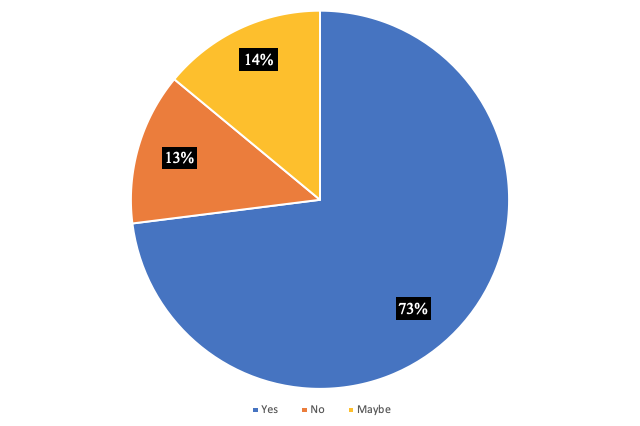 14%
13%
73%
Yes No Maybe